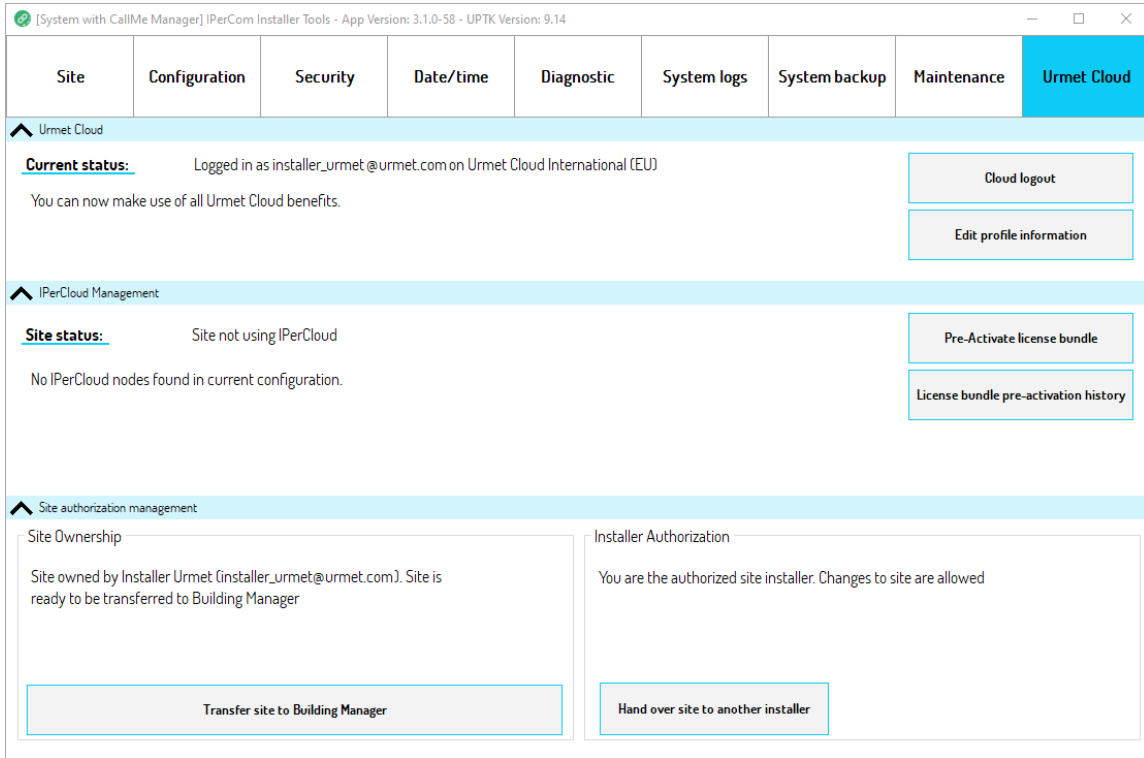 [System with CallMe Manager] IPerCom Installer Tools - App Version: 3.1.0-58 - UPTK Version: 9.14
Site
Configuration
Security
Date/time
Diagnostic
System logs
System backup
Maintenance
Urmet Cloud
Urmet Cloud
Current status:
Logged in as installer_urmet@urmet.com on Urmet Cloud International (EU)
Cloud logout
You can now make use of all Urmet Cloud benefits.
Edit profile information
IPerCloud Management
Site status:
Site not using IPerCloud
Pre-Activate license bundle
No IPerCloud nodes found in current configuration.
License bundle pre-activation history
Site authorization management
Site Ownership
Site owned by Installer Urmet (installer_urmet@urmet.com). Site is
ready to be transferred to Building Manager
Transfer site to Building Manager
Installer Authorization
You are the authorized site installer. Changes to site are allowed
Hand over site to another installer